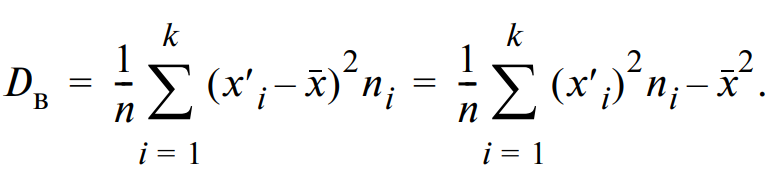 D_в = 1/n ∑_{i = 1}^{k} (x'_i – x̄)² n_i = 1/n ∑_{i = 1}^{k} (x'_i)² n_i – x̄².